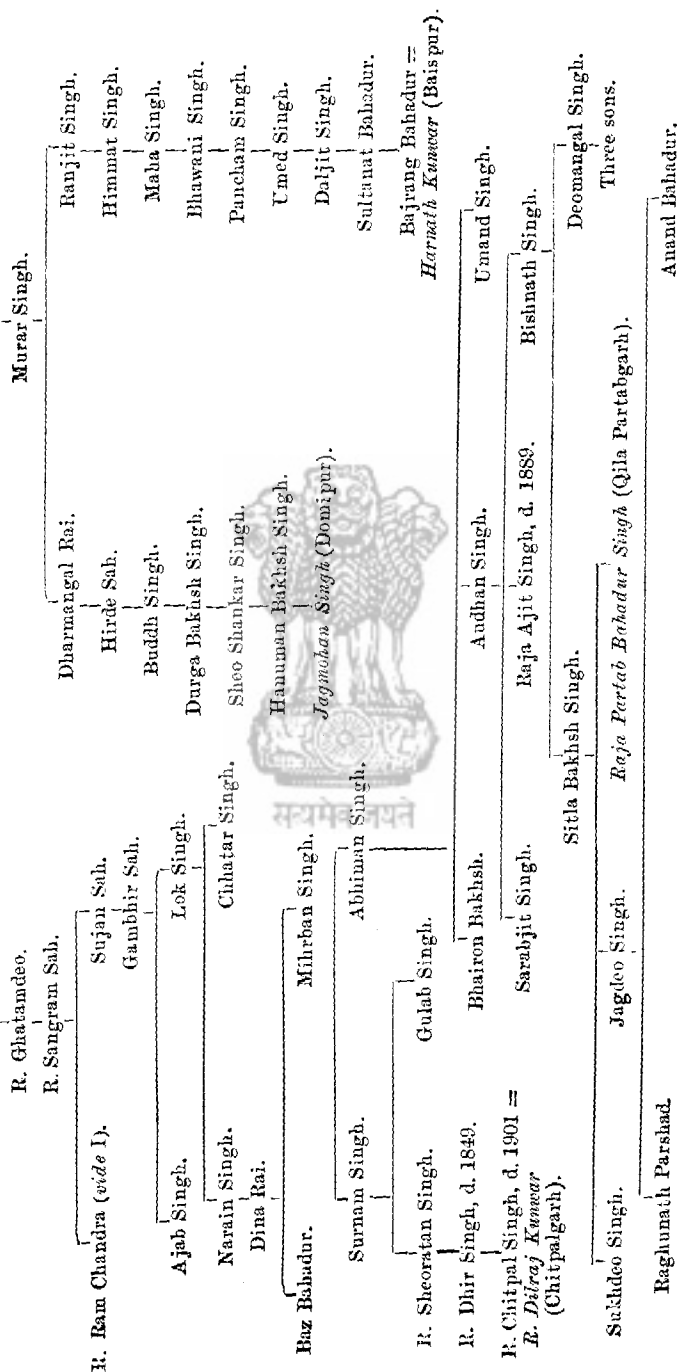 Murar Singh.
R. Ghatamdeo.
R. Sangram Sah.
R. Ram Chandra (vide I).
Sujan Sah.
Dharmangal Rai.
Ranjit Singh.
Gambhir Sah.
Hirde Sah.
Himmat Singh.
Ajab Singh.
Lok Singh.
Buddh Singh.
Maha Singh.
Durga Bakhsh Singh.
Bhawani Singh.
Narain Singh.
Chhatar Singh.
Sheo Shankar Singh.
Pancham Singh.
Dina Rai.
Hanuman Bakhsh Singh.
Umed Singh.
Jagmohan Singh (Domipur).
Daljit Singh.
Baz Bahadur.
Mihrban Singh.
Sultanat Bahadur.
Surnam Singh.
Abhiman Singh.
Bajrang Bahadur =
Harnath Kunwar (Baispur).
R. Sheoratan Singh.
Gulab Singh.
R. Dhir Singh, d. 1849.
Bhairon Bakhsh.
Audhan Singh.
Umand Singh.
R. Chitpal Singh, d. 1901 =
R. Dilraj Kunwar
(Chitpalgarh).
Sarabjit Singh.
Raja Ajit Singh, d. 1889.
Bishnath Singh.
Sitla Bakhsh Singh.
Deomangal Singh.
Three sons.
Sukhdeo Singh.
Jagdeo Singh.
Raja Partab Bahadur Singh (Qila Partabgarh).
Raghunath Parshad.
Anand Bahadur.
सत्यमेव जयते